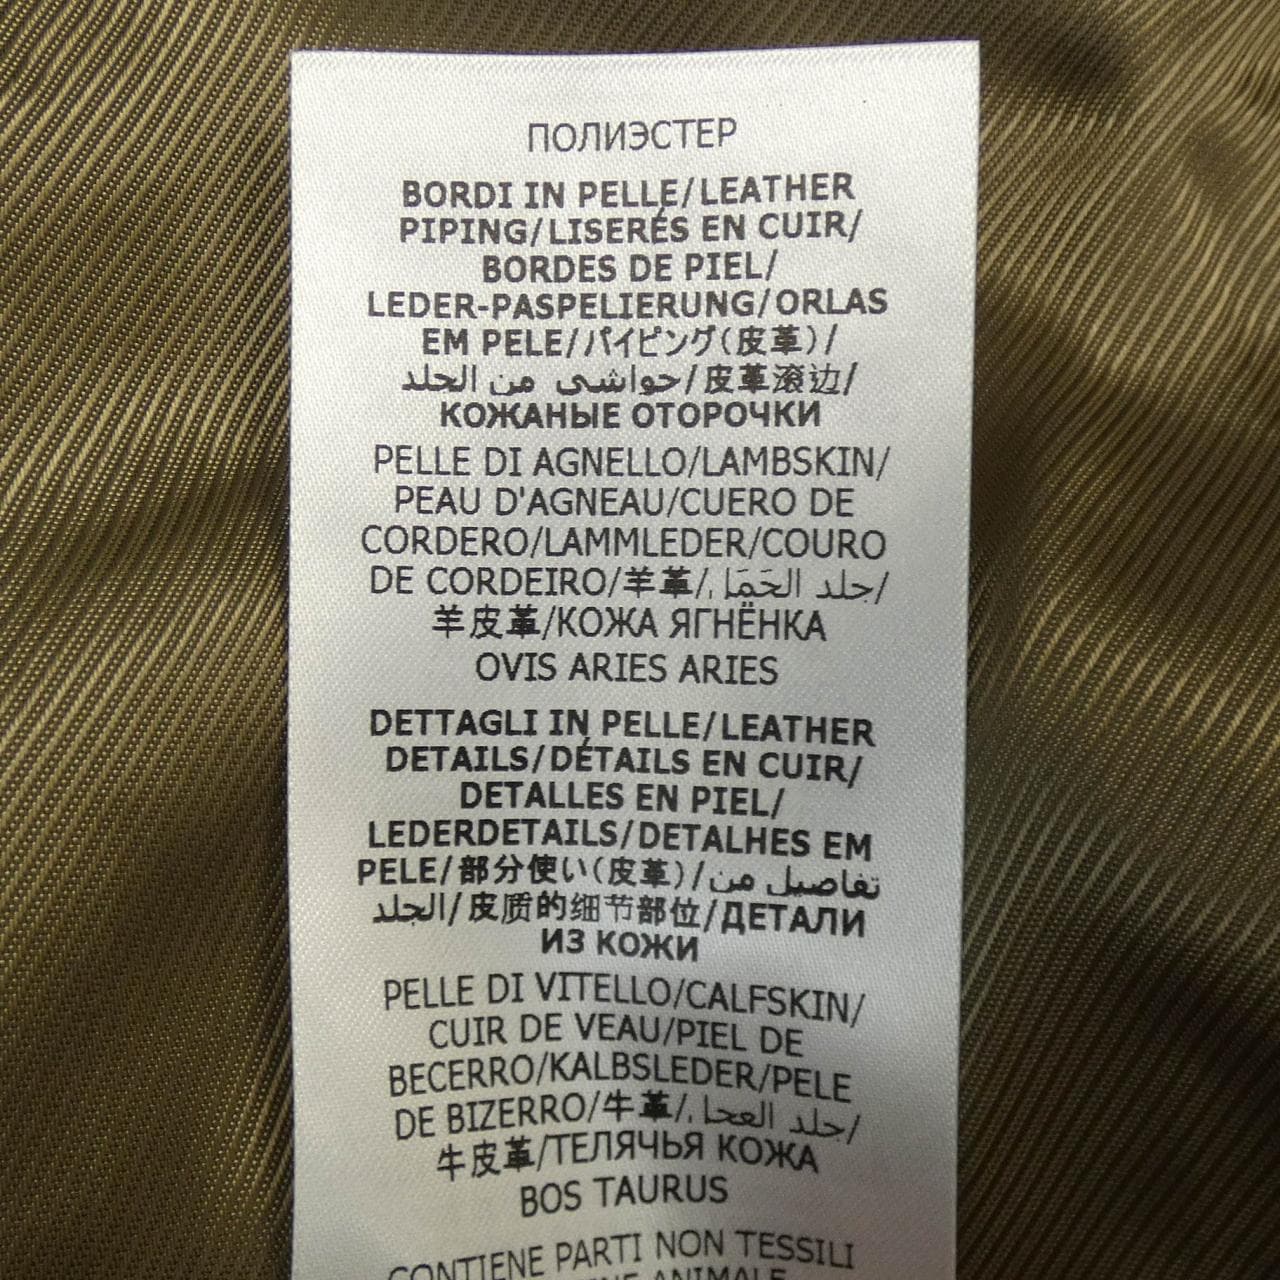 ПОЛИЭСТЕР
BORDI IN PELLE/LEATHER
PIPING/LISERÉS EN CUIR/
BORDES DE PIEL/
LEDER-PASPELIERUNG/ORLAS
EM PELE/パイピング(皮革)/
حواشي من الجلد/皮革滚边/
КОЖАНЫЕ ОТОРОЧКИ
PELLE DI AGNELLO/LAMBSKIN/
PEAU D'AGNEAU/CUERO DE
CORDERO/LAMMLEDER/COURO
DE CORDEIRO/羊革/جلد الحَمَا/
羊皮革/КОЖА ЯГНЁНКА
OVIS ARIES ARIES
DETTAGLI IN PELLE/LEATHER
DETAILS/DÉTAILS EN CUIR/
DETALLES EN PIEL/
LEDERDETAILS/DETALHES EM
PELE/部分使い(皮革)/تفاصيل من
الجلد/皮质的细节部位/ДЕТАЛИ
ИЗ КОЖИ
PELLE DI VITELLO/CALFSKIN/
CUIR DE VEAU/PIEL DE
BECERRO/KALBSLEDER/PELE
DE BIZERRO/牛革/جلد العجا/
牛皮革/ТЕЛЯЧЬЯ КОЖА
BOS TAURUS
CONTIENE PARTI NON TESSILI
ANIMALE